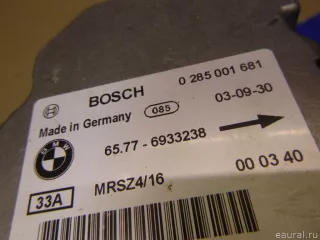 BOSCH 0 285 001 681
Made in Germany 085 03-09-30
BMW
65.77 - 6933238
33A MRSZ4/16 00 03 40
eaural.ru